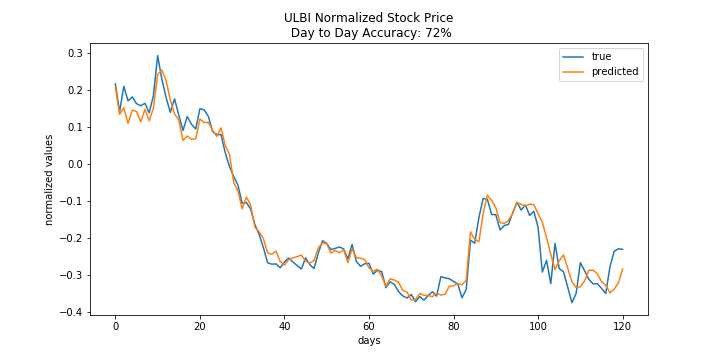 ULBI Normalized Stock Price
Day to Day Accuracy: 72%
true
predicted
normalized values
0.3
0.2
0.1
0.0
−0.1
−0.2
−0.3
−0.4
0 20 40 60 80 100 120
days